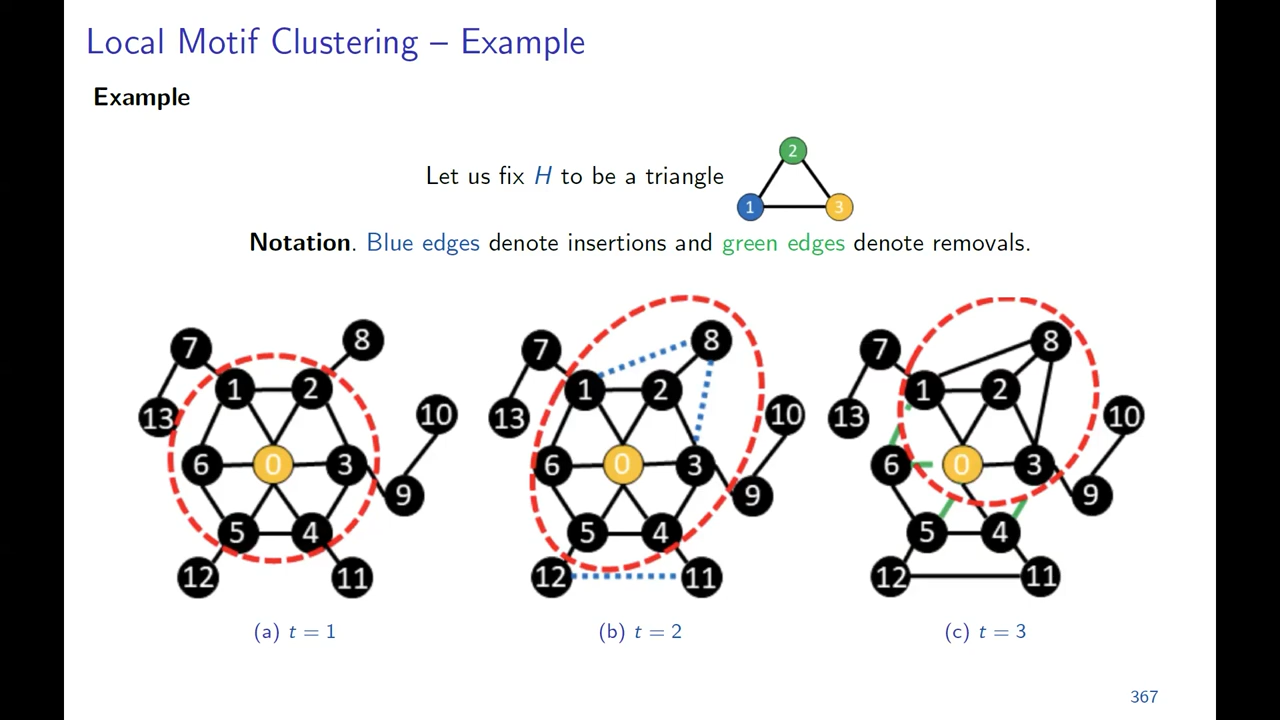 Local Motif Clustering – Example
Example
Let us fix H to be a triangle
2
1 3
Notation. Blue edges denote insertions and green edges denote removals.
7 8
1 2
13 10
6 0 3
9
5 4
12 11
(a) t = 1
7 8
1 2
13 10
6 0 3
9
5 4
12 11
(b) t = 2
7 8
1 2
13 10
6 0 3
9
5 4
12 11
(c) t = 3
367